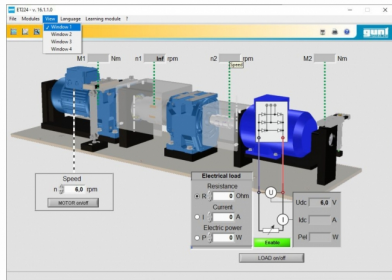 ET224 - v. 16.1.1.0
File Modules View Language Learning module ?
✓ Window 1
Window 2
Window 3
Window 4
gunt
M1 Nm n1 Inf rpm n2 rpm M2 Nm
Speed
Speed
n 6,0 rpm
MOTOR on/off
Electrical load
Resistance
R 0 Ohm
Current
I 0 A
Electric power
P 0 W
Enable
U
I
Udc 6,0 V
Idc A
Pel W
LOAD on/off